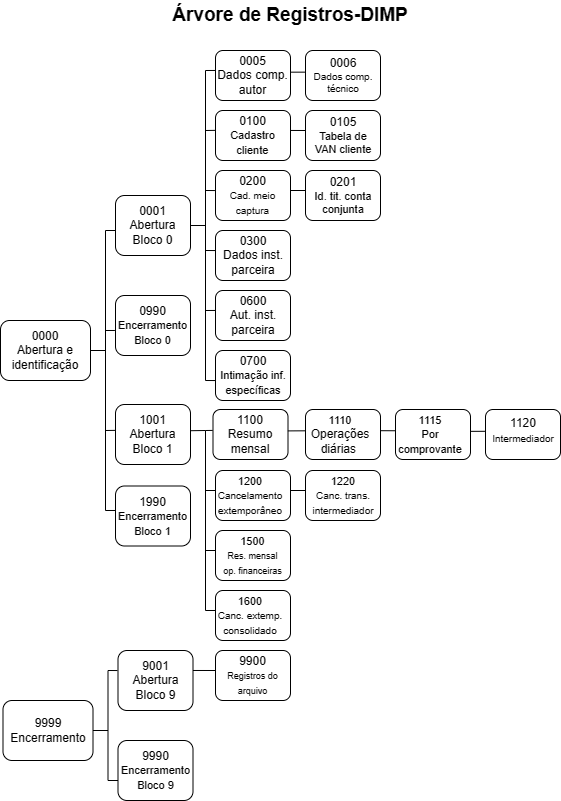 Árvore de Registros-DIMP
0005
Dados comp.
autor
0006
Dados comp.
técnico
0100
Cadastro
cliente
0105
Tabela de
VAN cliente
0001
Abertura
Bloco 0
0200
Cad. meio
captura
0201
Id. tit. conta
conjunta
0300
Dados inst.
parceira
0990
Encerramento
Bloco 0
0600
Aut. inst.
parceira
0000
Abertura e
identificação
0700
Intimação inf.
específicas
1001
Abertura
Bloco 1
1100
Resumo
mensal
1110
Operações
diárias
1115
Por
comprovante
1120
Intermediador
1990
Encerramento
Bloco 1
1200
Cancelamento
extemporâneo
1220
Canc. trans.
intermediador
1500
Res. mensal
op. financeiras
1600
Canc. extemp.
consolidado
9001
Abertura
Bloco 9
9900
Registros do
arquivo
9999
Encerramento
9990
Encerramento
Bloco 9